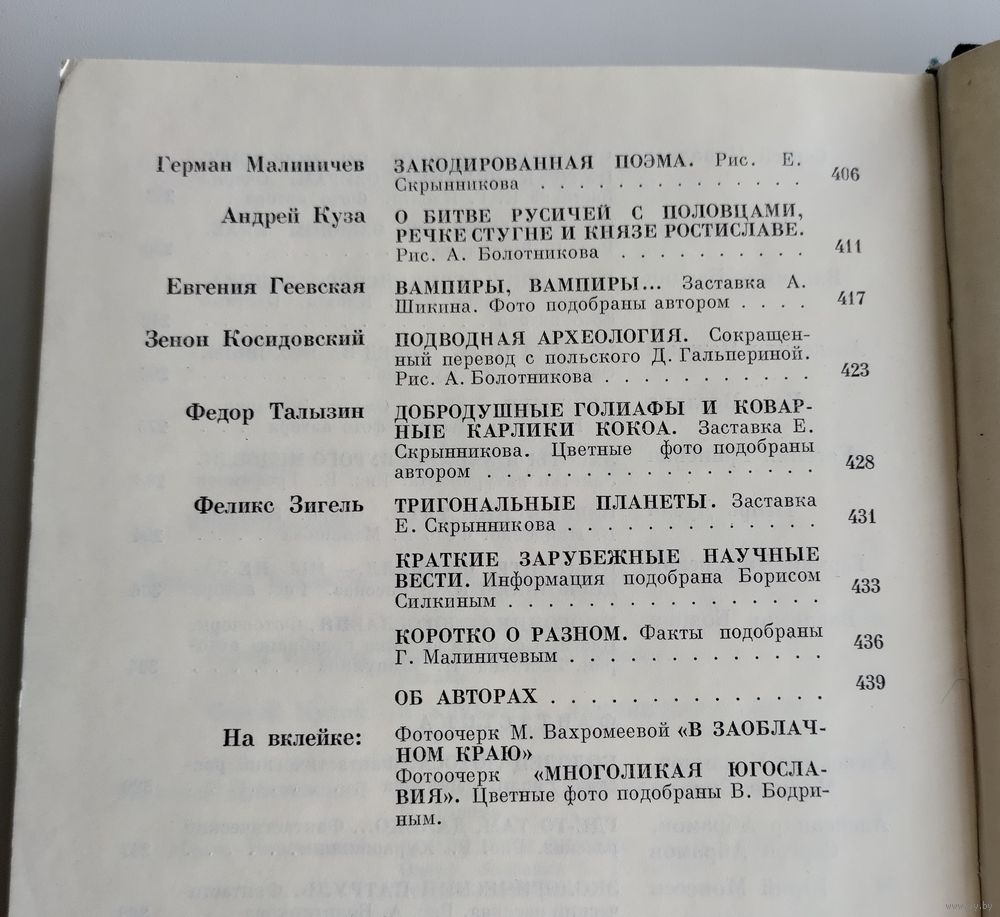 Герман Малиничев ЗАКОДИРОВАННАЯ ПОЭМА. Рис. Е.
Скрынникова . . . . . . . . . . . . . . 406
Андрей Куза О БИТВЕ РУСИЧЕЙ С ПОЛОВЦАМИ,
РЕЧКЕ СТУГНЕ И КНЯЗЕ РОСТИСЛАВЕ.
Рис. А. Болотникова . . . . . . . . . . 411
Евгения Геевская ВАМПИРЫ, ВАМПИРЫ... Заставка А.
Шикина. Фото подобраны автором . . . . 417
Зенон Косидовский ПОДВОДНАЯ АРХЕОЛОГИЯ. Сокращен-
ный перевод с польского Д. Гальпериной.
Рис. А. Болотникова . . . . . . . . . . . 423
Федор Талызин ДОБРОДУШНЫЕ ГОЛИАФЫ И КОВАР-
НЫЕ КАРЛИКИ КОКОА. Заставка Е.
Скрынникова. Цветные фото подобраны
автором . . . . . . . . . . . . . . . . . 428
Феликс Зигель ТРИГОНАЛЬНЫЕ ПЛАНЕТЫ. Заставка
Е. Скрынникова . . . . . . . . . . . . . 431
КРАТКИЕ ЗАРУБЕЖНЫЕ НАУЧНЫЕ
ВЕСТИ. Информация подобрана Борисом
Силкиным . . . . . . . . . . . . . . . . 433
КОРОТКО О РАЗНОМ. Факты подобраны
Г. Малиничевым . . . . . . . . . . . . . 436
ОБ АВТОРАХ . . . . . . . . . . . . . . 439
На вклейке: Фотоочерк М. Вахромеевой «В ЗАОБЛАЧ-
НОМ КРАЮ»
Фотоочерк «МНОГОЛИКАЯ ЮГОСЛА-
ВИЯ». Цветные фото подобраны В. Бодри-
ным.